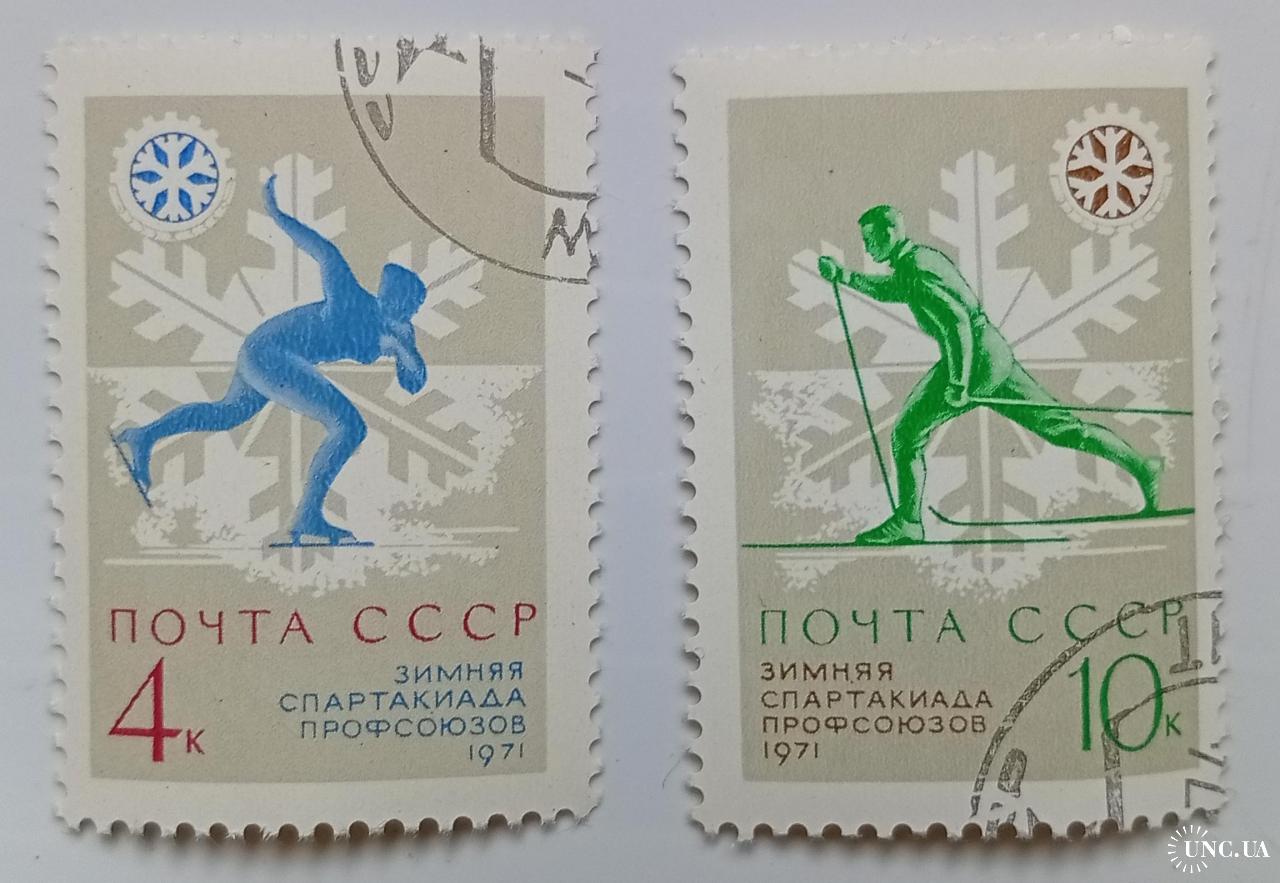 ПОЧТА СССР
4к
ЗИМНЯЯ
СПАРТАКИАДА
ПРОФСОЮЗОВ
1971
ПОЧТА СССР
ЗИМНЯЯ
СПАРТАКИАДА
ПРОФСОЮЗОВ
1971
10к
UNC.UA